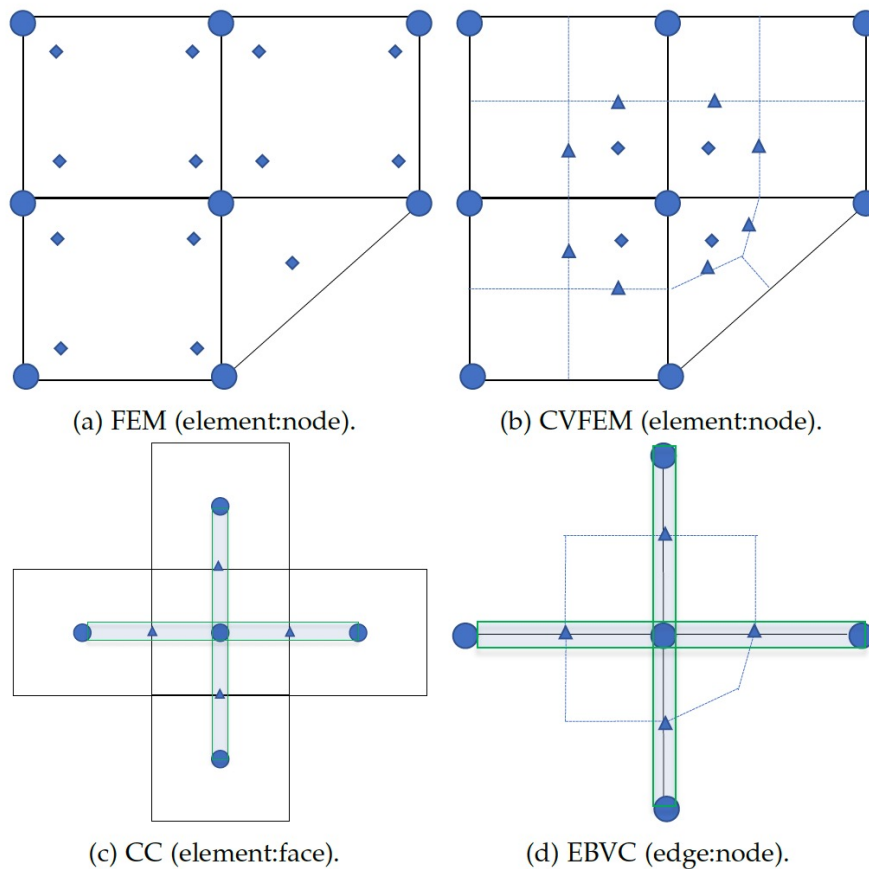 (a) FEM (element:node).
(b) CVFEM (element:node).
(c) CC (element:face).
(d) EBVC (edge:node).